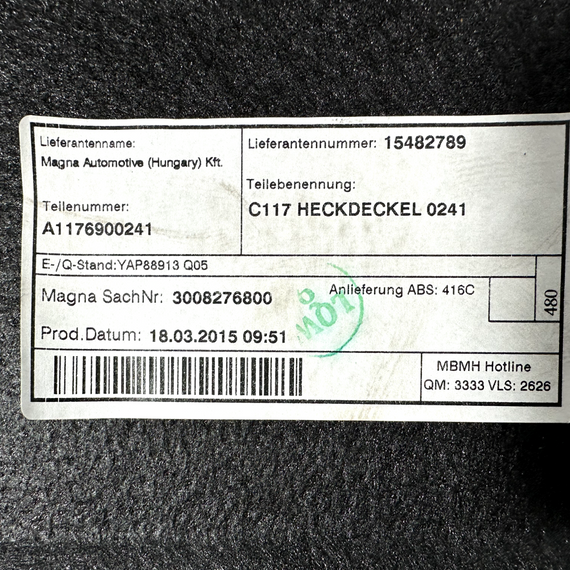 Lieferantenname:
Magna Automotive (Hungary) Kft.
Lieferantennummer: 15482789
Teilebenennung:
C117 HECKDECKEL 0241
Teilenummer:
A1176900241
E-/Q-Stand:YAP88913 Q05
Magna SachNr: 3008276800
Anlieferung ABS: 416C
480
Prod.Datum: 18.03.2015 09:51
MBMH Hotline
QM: 3333 VLS: 2626